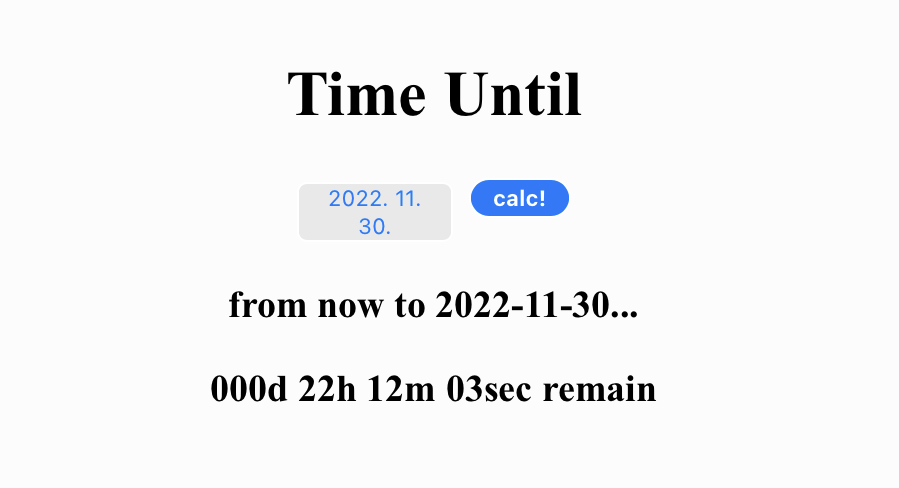 Time Until
2022. 11.
30.
calc!
from now to 2022-11-30...
000d 22h 12m 03sec remain